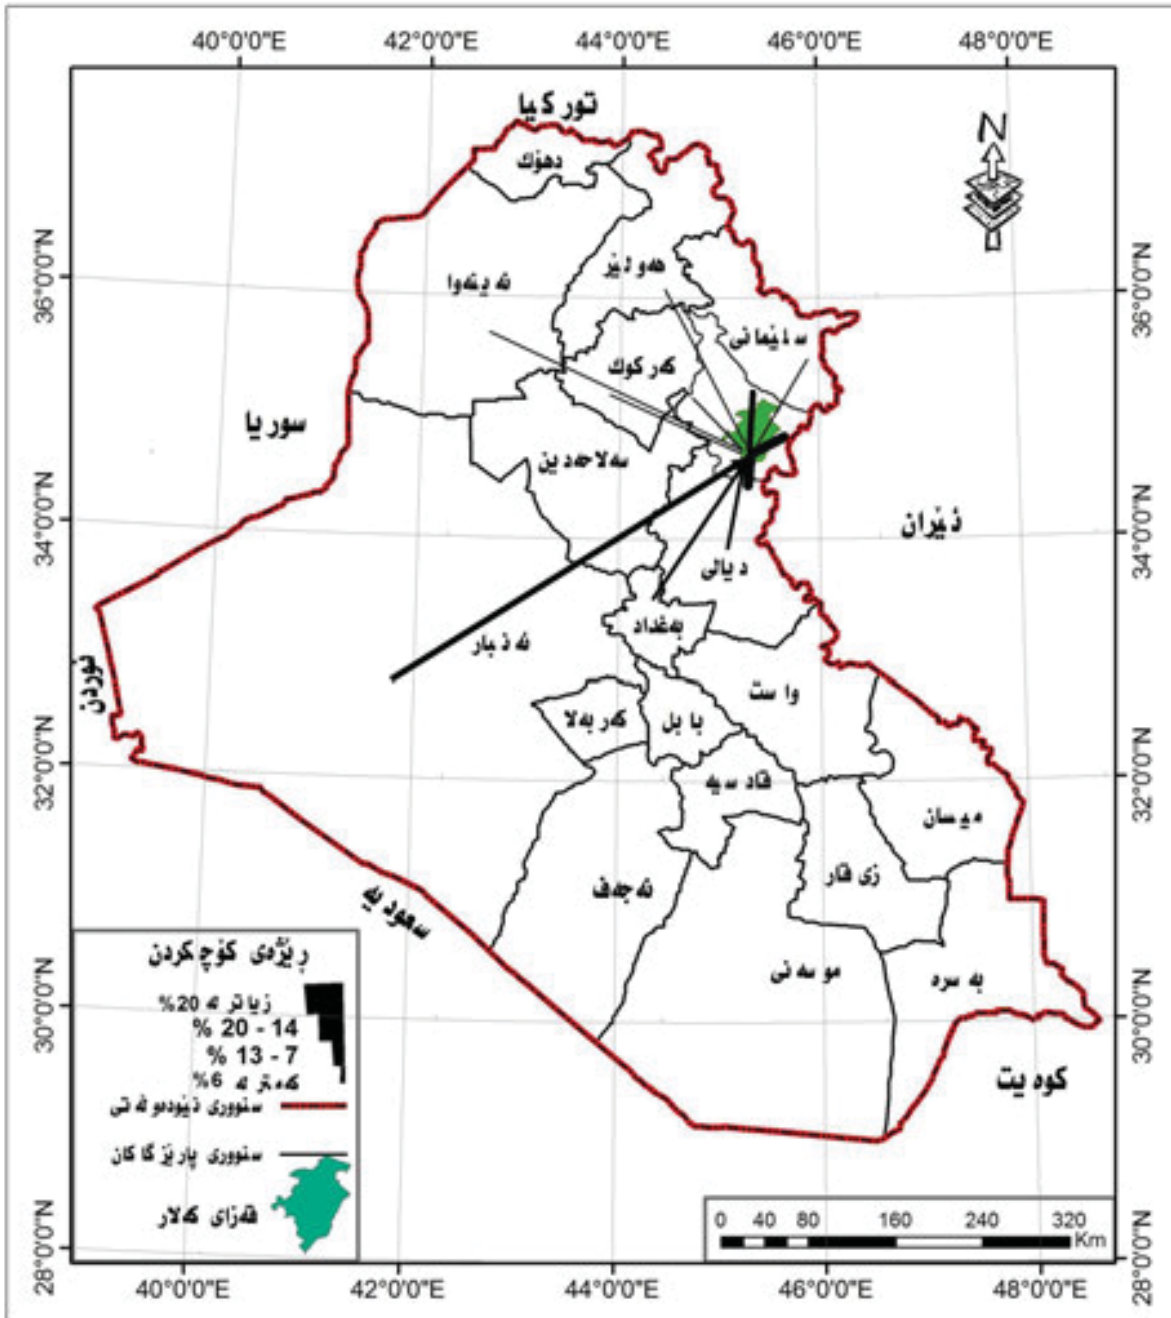 40°0'0"E 42°0'0"E 44°0'0"E 46°0'0"E 48°0'0"E
تورکیا
N
دهۆك
36°0'0"N
هەولێر
نەینەوا
36°0'0"N
سلێمانی
کەرکوك
سوریا
سەلاحەدین
34°0'0"N
ئێران
34°0'0"N
دیالی
بەغداد
ئەنبار
ئوردن
واست
کەربەلا
بابل
32°0'0"N
قادسیە
32°0'0"N
میسان
زی قار
نەجەف
سعودیە
موسەنی
بەسرە
30°0'0"N
30°0'0"N
کوەیت
ڕێژەی کۆچکردن
زیاتر لە 20%
14 - 20 %
7 - 13 %
کەمتر لە 6%
سنووری نێودەوڵەتی
سنووری پارێزگاکان
قەزای کەلار
0 40 80 160 240 320
Km
28°0'0"N
28°0'0"N
40°0'0"E 42°0'0"E 44°0'0"E 46°0'0"E 48°0'0"E